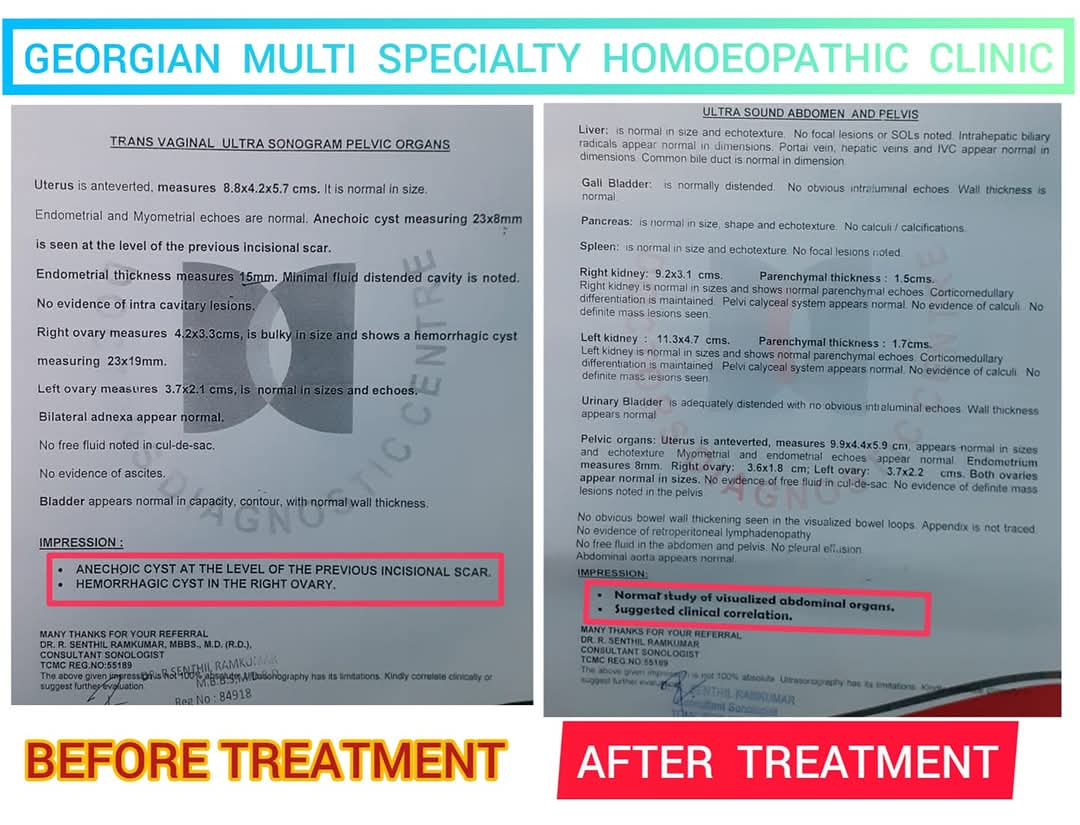 GEORGIAN MULTI SPECIALTY HOMOEOPATHIC CLINIC
TRANS VAGINAL ULTRA SONOGRAM PELVIC ORGANS
Uterus is anteverted, measures 8.8x4.2x5.7 cms. It is normal in size.
Endometrial and Myometrial echoes are normal. Anechoic cyst measuring 23x8mm
is seen at the level of the previous incisional scar.
Endometrial thickness measures 15mm. Minimal fluid distended cavity is noted.
No evidence of intra cavitary lesions.
Right ovary measures 4.2x3.3cms, is bulky in size and shows a hemorrhagic cyst
measuring 23x19mm.
Left ovary measures 3.7x2.1 cms, is normal in sizes and echoes.
Bilateral adnexa appear normal.
No free fluid noted in cul-de-sac.
No evidence of ascites.
Bladder appears normal in capacity, contour, with normal wall thickness.
DIAGNOSTIC CENTRE
IMPRESSION :
• ANECHOIC CYST AT THE LEVEL OF THE PREVIOUS INCISIONAL SCAR.
• HEMORRHAGIC CYST IN THE RIGHT OVARY.
MANY THANKS FOR YOUR REFERRAL
DR. R. SENTHIL RAMKUMAR, MBBS., M.D. (R.D.),
CONSULTANT SONOLOGIST
TCMC REG.NO:55189
The above given impression is not 100% absolute. Ultrasonography has its limitations. Kindly correlate clinically or
suggest further evaluation
DR. R.SENTHIL RAMKUMAR
M.B.B.S., M.D
Reg No : 84918
BEFORE TREATMENT
ULTRA SOUND ABDOMEN AND PELVIS
Liver: is normal in size and echotexture. No focal lesions or SOLs noted. Intrahepatic biliary
radicals appear normal in dimensions. Portal vein, hepatic veins and IVC appear normal in
dimensions. Common bile duct is normal in dimension.
Gall Bladder: is normally distended. No obvious intraluminal echoes. Wall thickness is
normal.
Pancreas: is normal in size, shape and echotexture. No calculi / calcifications.
Spleen: is normal in size and echotexture. No focal lesions noted.
Right kidney: 9.2x3.1 cms. Parenchymal thickness : 1.5cms.
Right kidney is normal in sizes and shows normal parenchymal echoes. Corticomedullary
differentiation is maintained. Pelvi calyceal system appears normal. No evidence of calculi. No
definite mass lesions seen.
Left kidney : 11.3x4.7 cms. Parenchymal thickness : 1.7cms.
Left kidney is normal in sizes and shows normal parenchymal echoes. Corticomedullary
differentiation is maintained. Pelvi calyceal system appears normal. No evidence of calculi. No
definite mass lesions seen.
Urinary Bladder is adequately distended with no obvious intraluminal echoes. Wall thickness
appears normal
Pelvic organs: Uterus is anteverted, measures 9.9x4.4x5.9 cm, appears normal in sizes
and echotexture Myometrial and endometrial echoes appear normal. Endometrium
measures 8mm. Right ovary: 3.6x1.8 cm; Left ovary: 3.7x2.2 cms. Both ovaries
appear normal in sizes. No evidence of free fluid in cul-de-sac. No evidence of definite mass
lesions noted in the pelvis
No obvious bowel wall thickening seen in the visualized bowel loops. Appendix is not traced.
No evidence of retroperitoneal lymphadenopathy
No free fluid in the abdomen and pelvis. No pleural effusion.
Abdominal aorta appears normal.
IMPRESSION:
• Normal study of visualized abdominal organs.
• Suggested clinical correlation.
MANY THANKS FOR YOUR REFERRAL
DR. R. SENTHIL RAMKUMAR
CONSULTANT SONOLOGIST
TCMC REG.NO:55189
The above given impression is not 100% absolute. Ultrasonography has its limitations.
suggest further
SENTHIL RAMKUMAR
Consultant Sonologist
AFTER TREATMENT